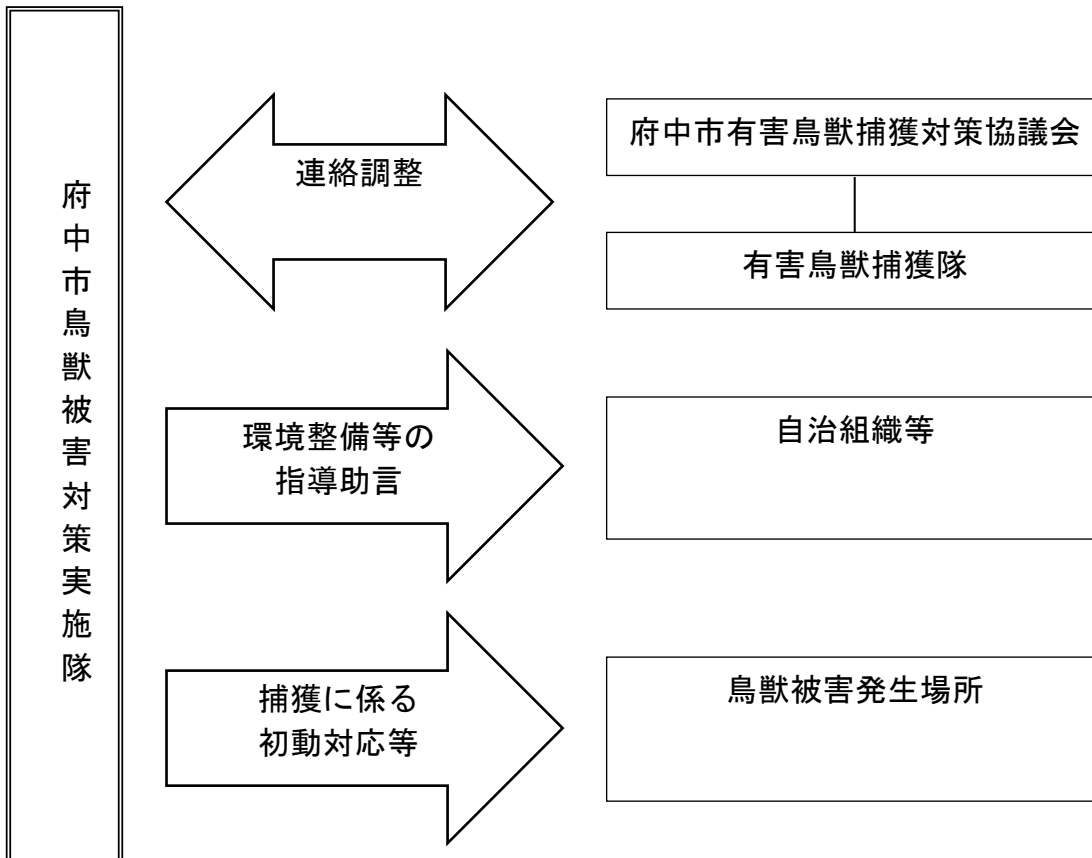 府中市鳥獣被害対策実施隊
連絡調整
府中市有害鳥獣捕獲対策協議会
有害鳥獣捕獲隊
環境整備等の
指導助言
自治組織等
捕獲に係る
初動対応等
鳥獣被害発生場所